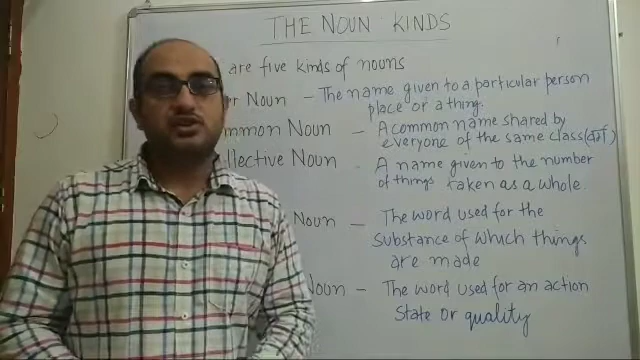 THE NOUN KINDS
are five kinds of nouns
Noun – The name given to a particular person
place or a thing.
mmon Noun – A common name shared by
everyone of the same class (वर्ग)
llective Noun – A name given to the number
of things taken as a whole.
Noun – The word used for the
substance of which things
are made
Noun – The word used for an action
state or quality